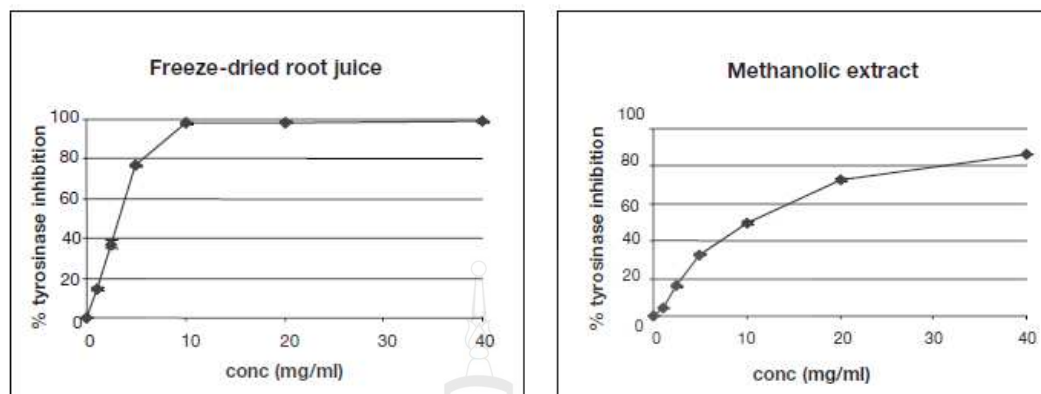 Freeze-dried root juice
% tyrosinase inhibition
100
80
60
40
20
0
0 10 20 30 40
conc (mg/ml)
Methanolic extract
% tyrosinase inhibition
100
80
60
40
20
0
0 10 20 30 40
conc (mg/ml)